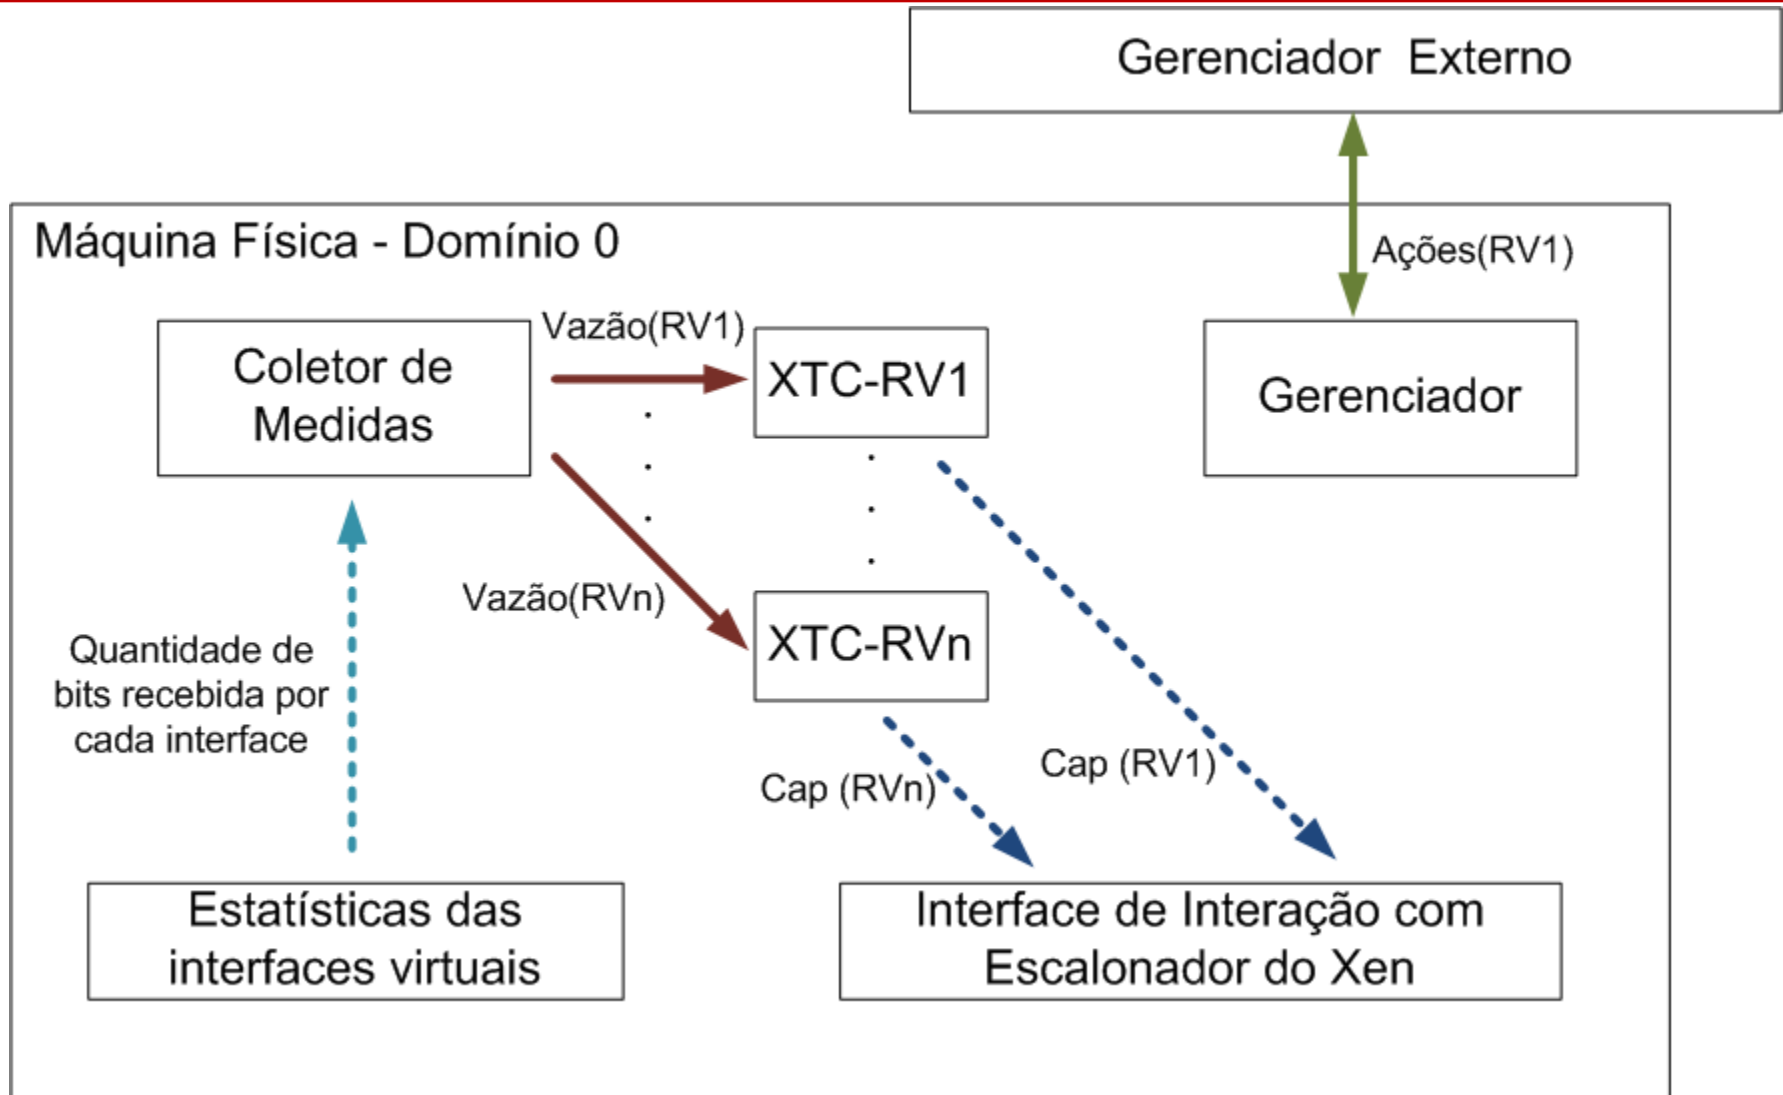 Gerenciador Externo
Máquina Física - Domínio 0
Ações(RV1)
Vazão(RV1)
Coletor de
Medidas
XTC-RV1
Gerenciador
Vazão(RVn)
XTC-RVn
Quantidade de
bits recebida por
cada interface
Cap (RVn)
Cap (RV1)
Estatísticas das
interfaces virtuais
Interface de Interação com
Escalonador do Xen